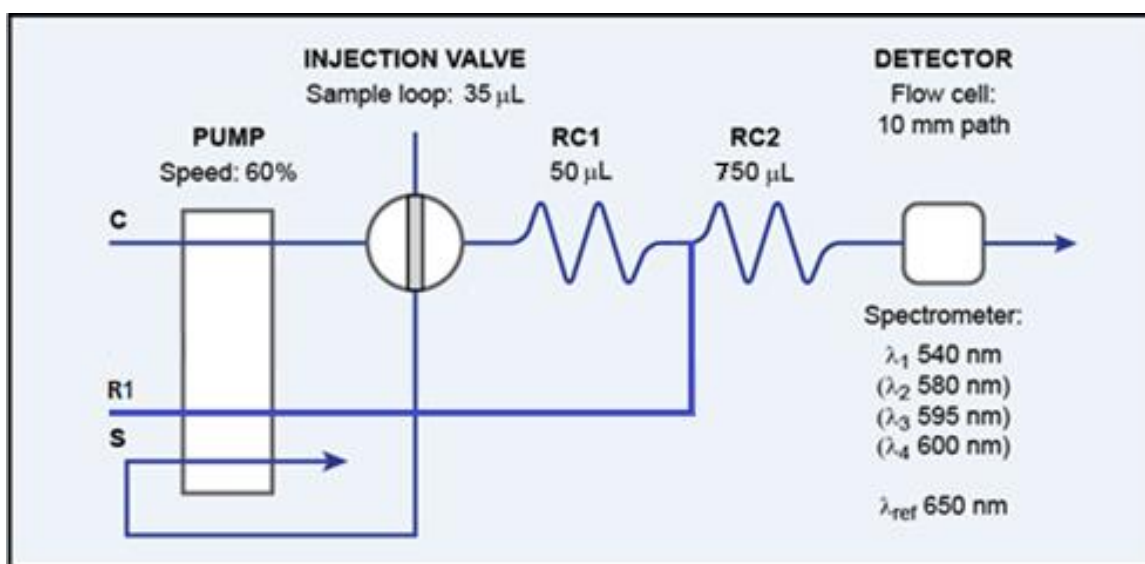 INJECTION VALVE
Sample loop: 35 μL
DETECTOR
Flow cell:
10 mm path
PUMP
Speed: 60%
RC1
50 μL
RC2
750 μL
C
R1
S
Spectrometer:
λ1 540 nm
(λ2 580 nm)
(λ3 595 nm)
(λ4 600 nm)
λref 650 nm